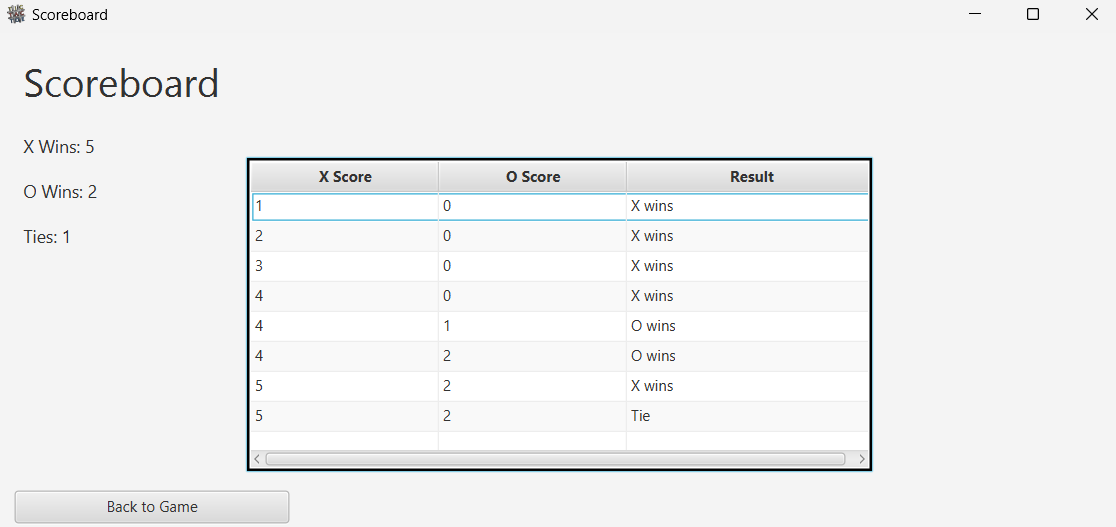 Scoreboard
Scoreboard
X Wins: 5
O Wins: 2
Ties: 1
X Score O Score Result
1 0 X wins
2 0 X wins
3 0 X wins
4 0 X wins
4 1 O wins
4 2 O wins
5 2 X wins
5 2 Tie
Back to Game